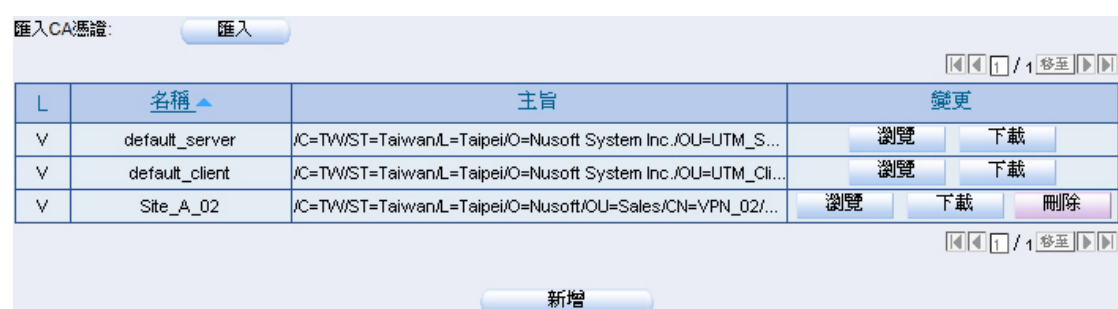 匯入CA憑證: 匯入
1 / 1 移至
L 名稱 主旨 變更
V default_server /C=TW/ST=Taiwan/L=Taipei/O=Nusoft System Inc./OU=UTM_S... 瀏覽 下載
V default_client /C=TW/ST=Taiwan/L=Taipei/O=Nusoft System Inc./OU=UTM_Cli... 瀏覽 下載
V Site_A_02 /C=TW/ST=Taiwan/L=Taipei/O=Nusoft/OU=Sales/CN=VPN_02/... 瀏覽 下載 刪除
1 / 1 移至
新增